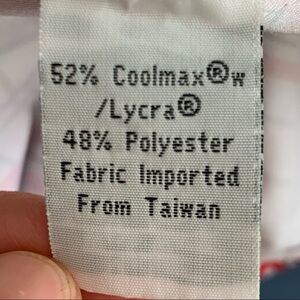 52% Coolmax®w
/Lycra®
48% Polyester
Fabric Imported
From Taiwan